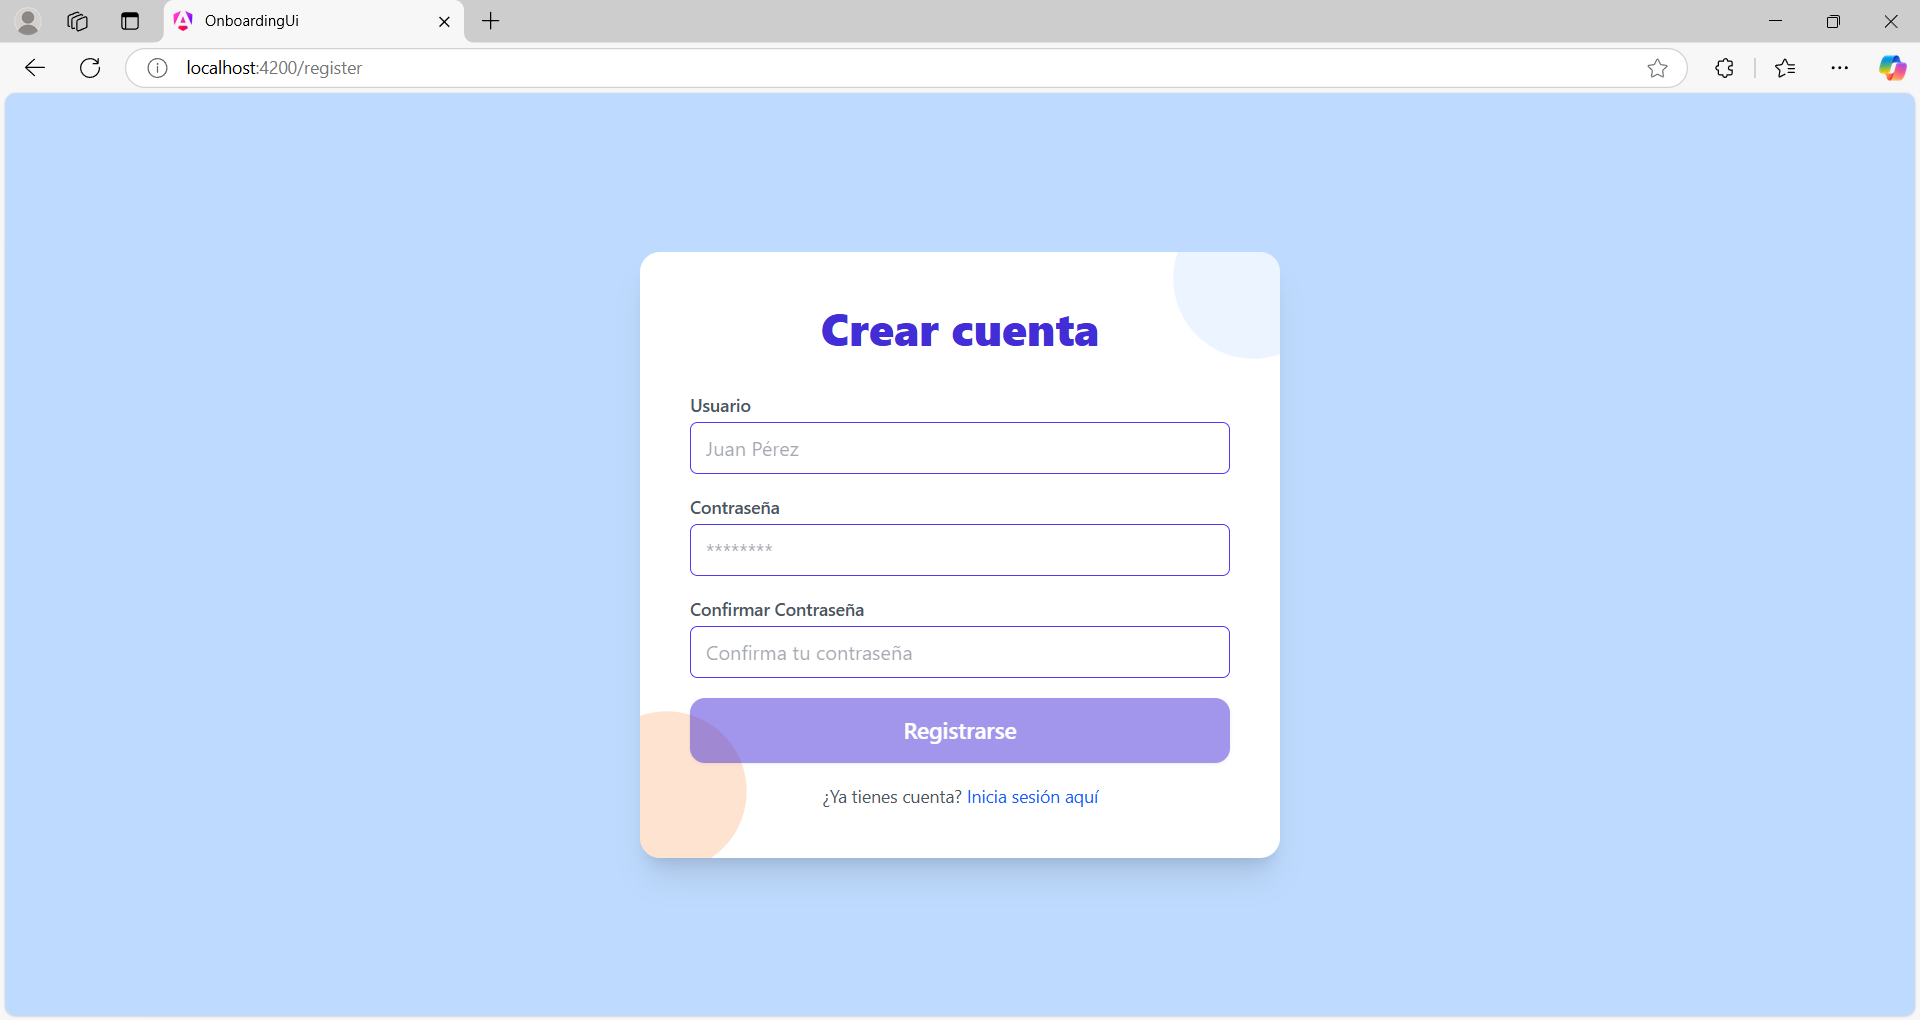 OnboardingUi
localhost:4200/register
Crear cuenta
Usuario
Juan Pérez
Contraseña
********
Confirmar Contraseña
Confirma tu contraseña
Registrarse
¿Ya tienes cuenta? Inicia sesión aquí